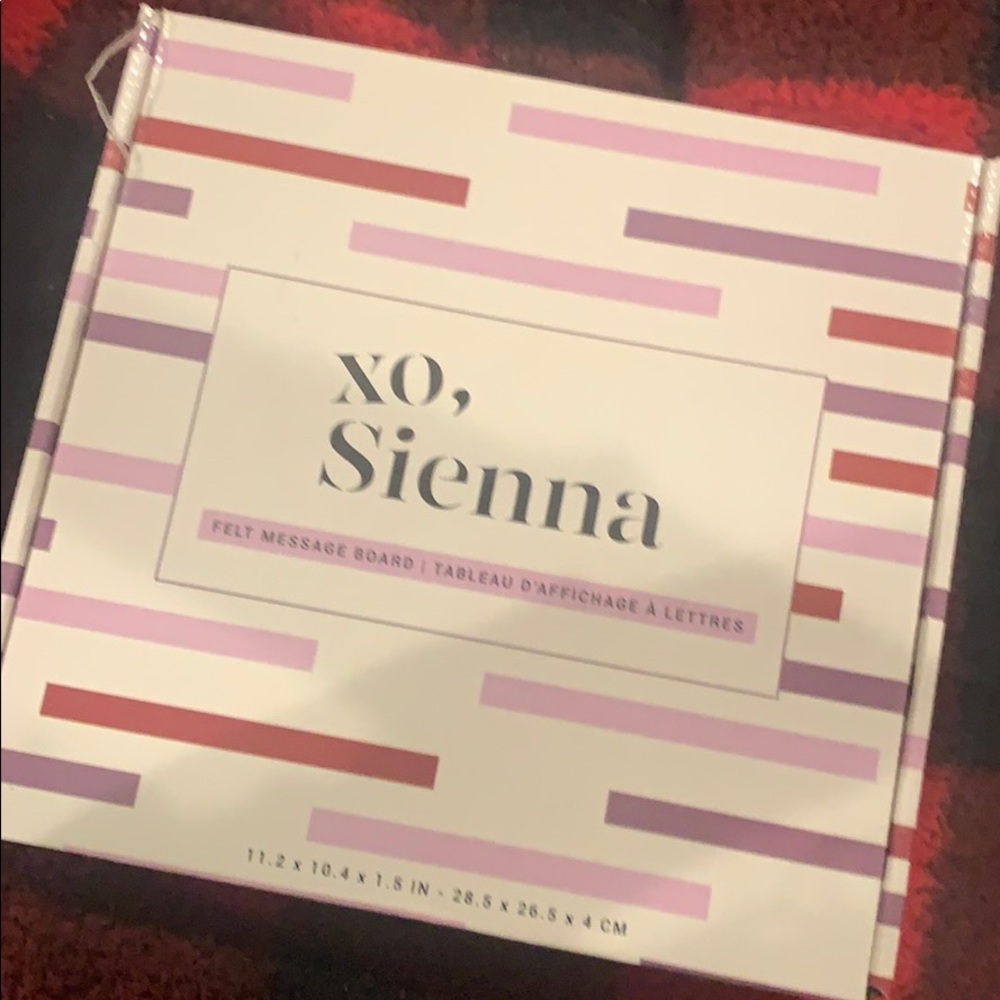 xo,
Sienna
FELT MESSAGE BOARD | TABLEAU D'AFFICHAGE À LETTRES
11.2 x 10.4 x 1.5 IN - 28.5 x 26.5 x 4 CM